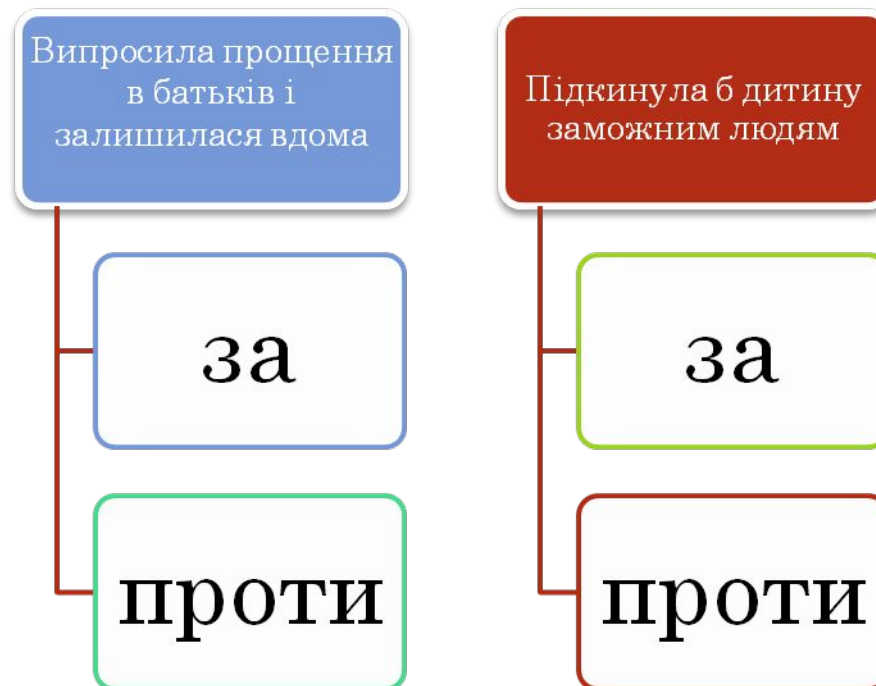 Випросила прощення
в батьків і
залишилася вдома
за
проти
Підкинула б дитину
заможним людям
за
проти